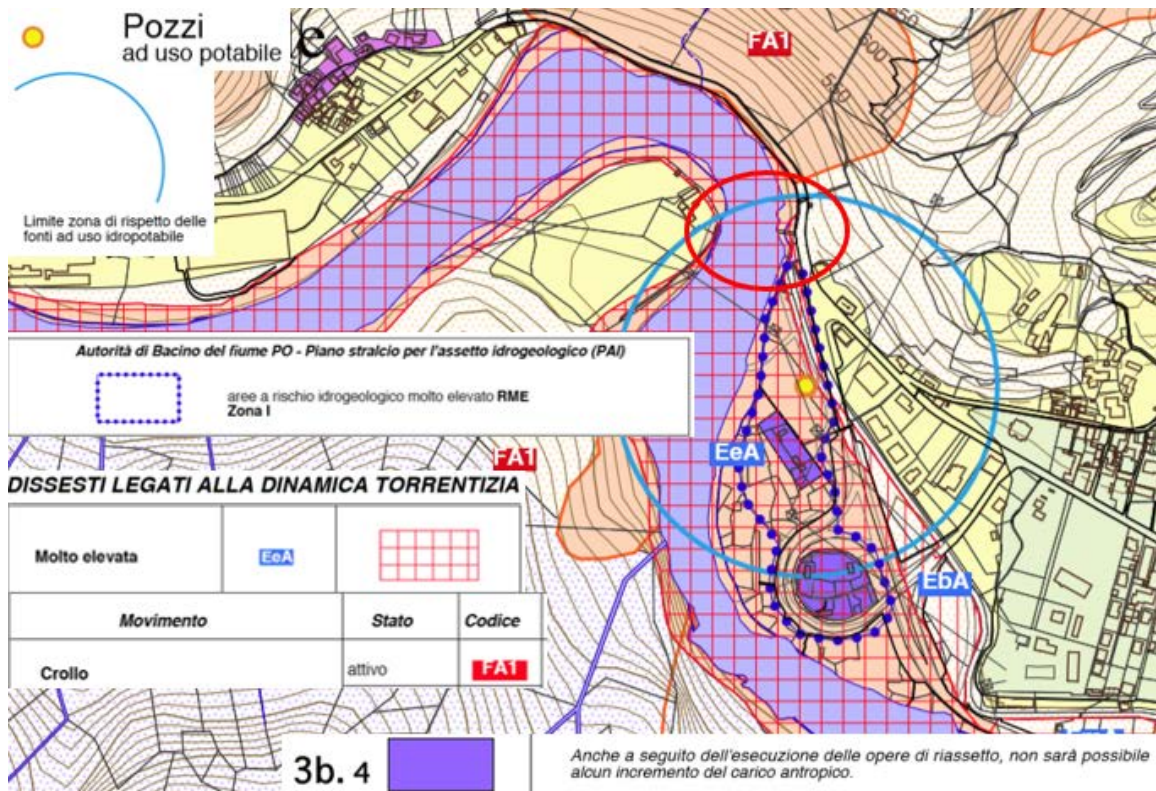 Pozzi
ad uso potabile
e
Limite zona di rispetto delle
fonti ad uso idropotabile
FA1
600
550
Autorità di Bacino del fiume PO - Piano stralcio per l'assetto idrogeologico (PAI)
aree a rischio idrogeologico molto elevato RME
Zona I
FA1
EeA
EbA
DISSESTI LEGATI ALLA DINAMICA TORRENTIZIA
Molto elevata EeA
Movimento Stato Codice
Crollo attivo FA1
3b. 4
Anche a seguito dell'esecuzione delle opere di riassetto, non sarà possibile
alcun incremento del carico antropico.